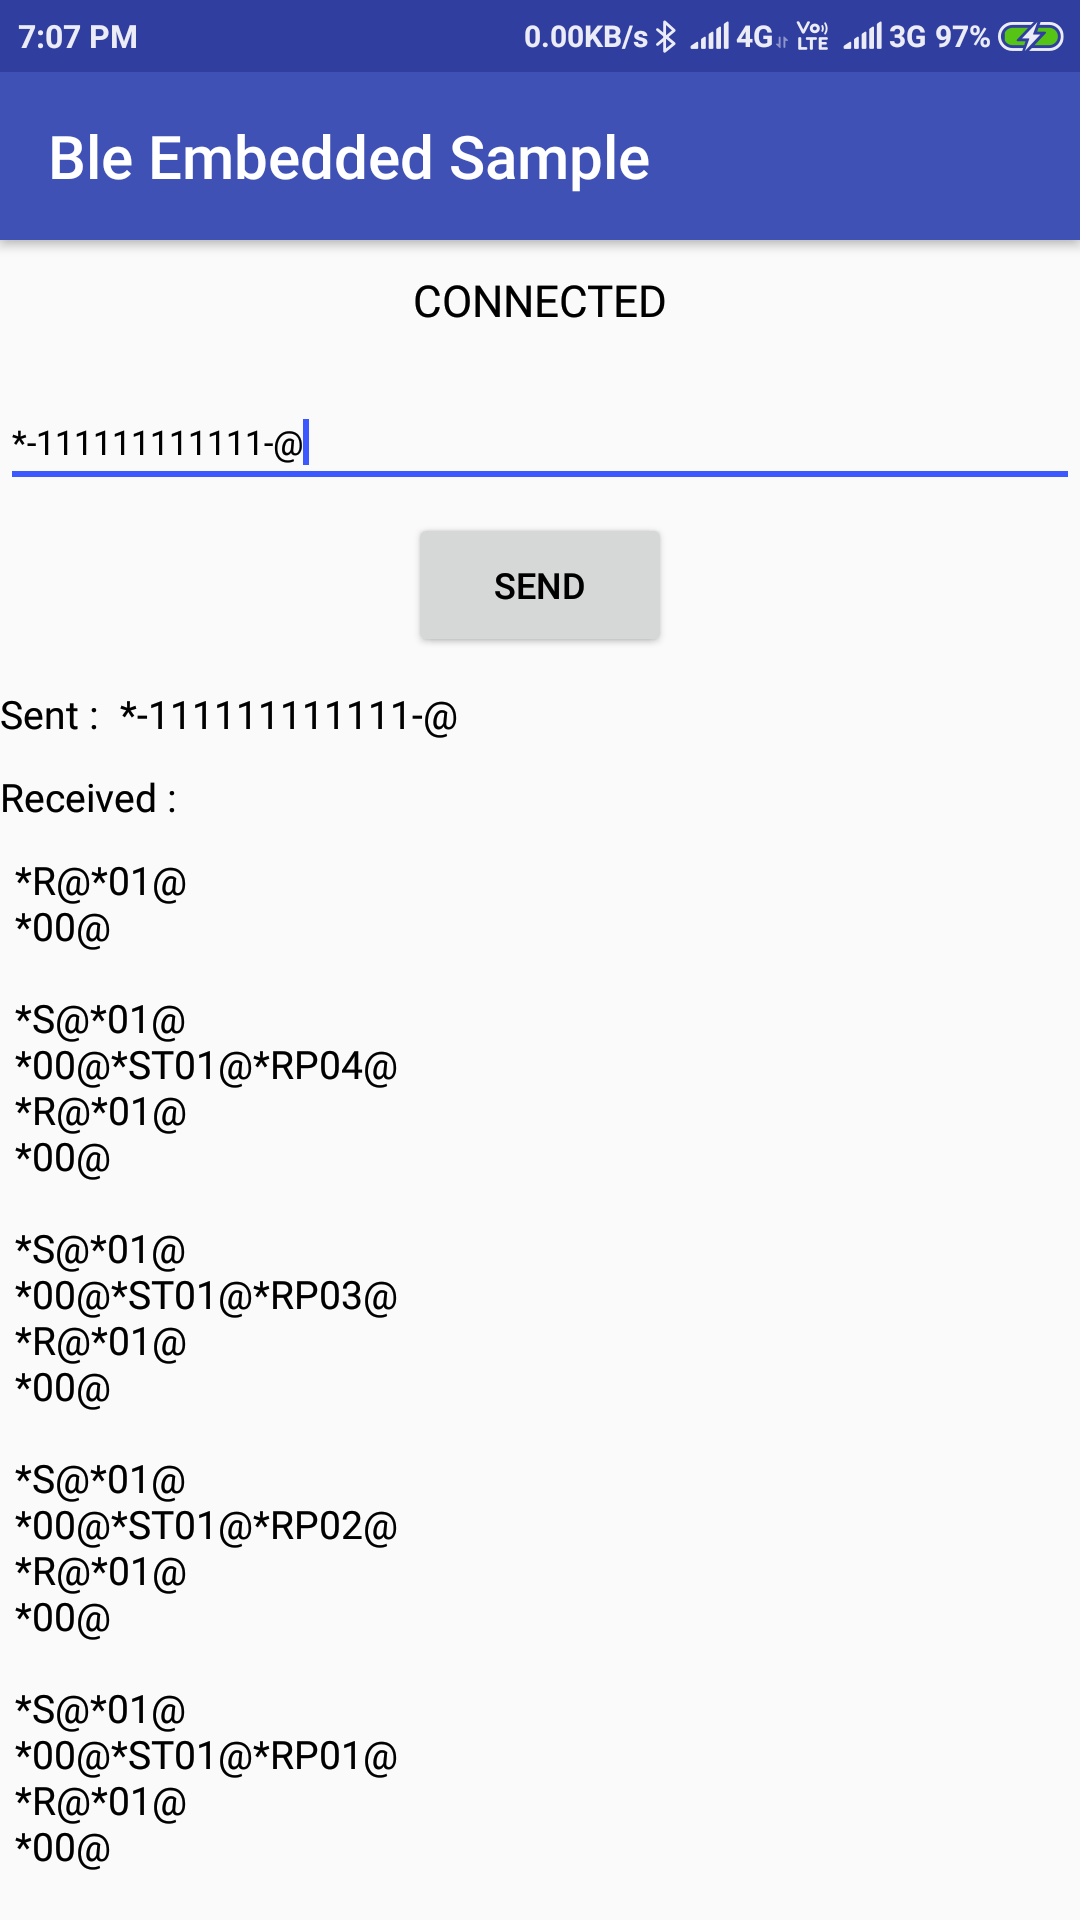 7:07 PM 0.00KB/s 4G VoLTE 3G 97%
Ble Embedded Sample
CONNECTED
*-111111111111-@
SEND
Sent : *-111111111111-@
Received :
*R@*01@
*00@
*S@*01@
*00@*ST01@*RP04@
*R@*01@
*00@
*S@*01@
*00@*ST01@*RP03@
*R@*01@
*00@
*S@*01@
*00@*ST01@*RP02@
*R@*01@
*00@
*S@*01@
*00@*ST01@*RP01@
*R@*01@
*00@